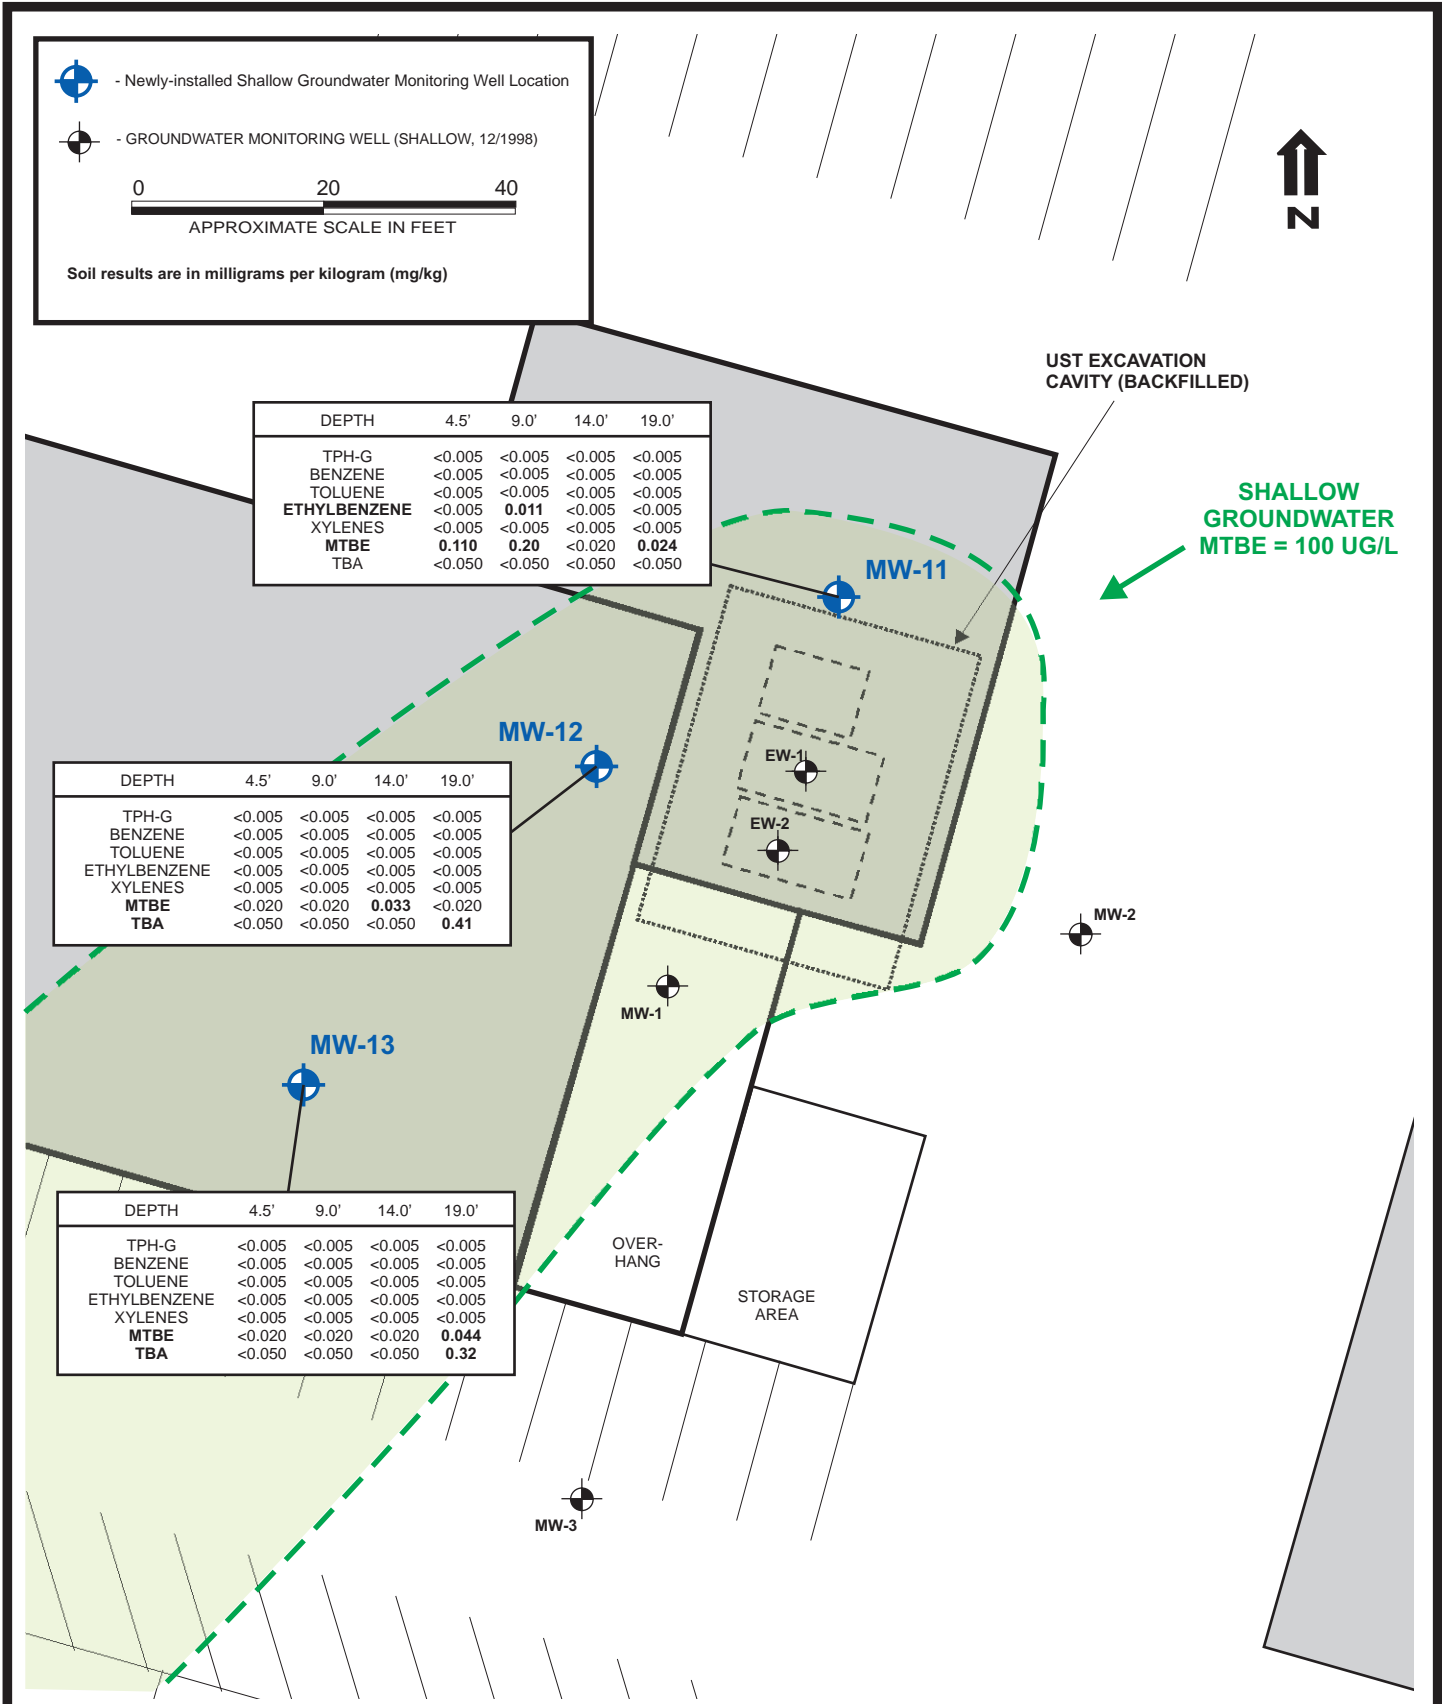 - Newly-installed Shallow Groundwater Monitoring Well Location
- GROUNDWATER MONITORING WELL (SHALLOW, 12/1998)
0 20 40
APPROXIMATE SCALE IN FEET
Soil results are in milligrams per kilogram (mg/kg)
N
UST EXCAVATION
CAVITY (BACKFILLED)
SHALLOW
GROUNDWATER
MTBE = 100 UG/L
DEPTH 4.5' 9.0' 14.0' 19.0'
TPH-G <0.005 <0.005 <0.005 <0.005
BENZENE <0.005 <0.005 <0.005 <0.005
TOLUENE <0.005 <0.005 <0.005 <0.005
ETHYLBENZENE <0.005 0.011 <0.005 <0.005
XYLENES <0.005 <0.005 <0.005 <0.005
MTBE 0.110 0.20 <0.020 0.024
TBA <0.050 <0.050 <0.050 <0.050
MW-11
MW-12
EW-1
EW-2
DEPTH 4.5' 9.0' 14.0' 19.0'
TPH-G <0.005 <0.005 <0.005 <0.005
BENZENE <0.005 <0.005 <0.005 <0.005
TOLUENE <0.005 <0.005 <0.005 <0.005
ETHYLBENZENE <0.005 <0.005 <0.005 <0.005
XYLENES <0.005 <0.005 <0.005 <0.005
MTBE <0.020 <0.020 0.033 <0.020
TBA <0.050 <0.050 <0.050 0.41
MW-2
MW-1
MW-13
DEPTH 4.5' 9.0' 14.0' 19.0'
TPH-G <0.005 <0.005 <0.005 <0.005
BENZENE <0.005 <0.005 <0.005 <0.005
TOLUENE <0.005 <0.005 <0.005 <0.005
ETHYLBENZENE <0.005 <0.005 <0.005 <0.005
XYLENES <0.005 <0.005 <0.005 <0.005
MTBE <0.020 <0.020 <0.020 0.044
TBA <0.050 <0.050 <0.050 0.32
OVER-
HANG
STORAGE
AREA
MW-3